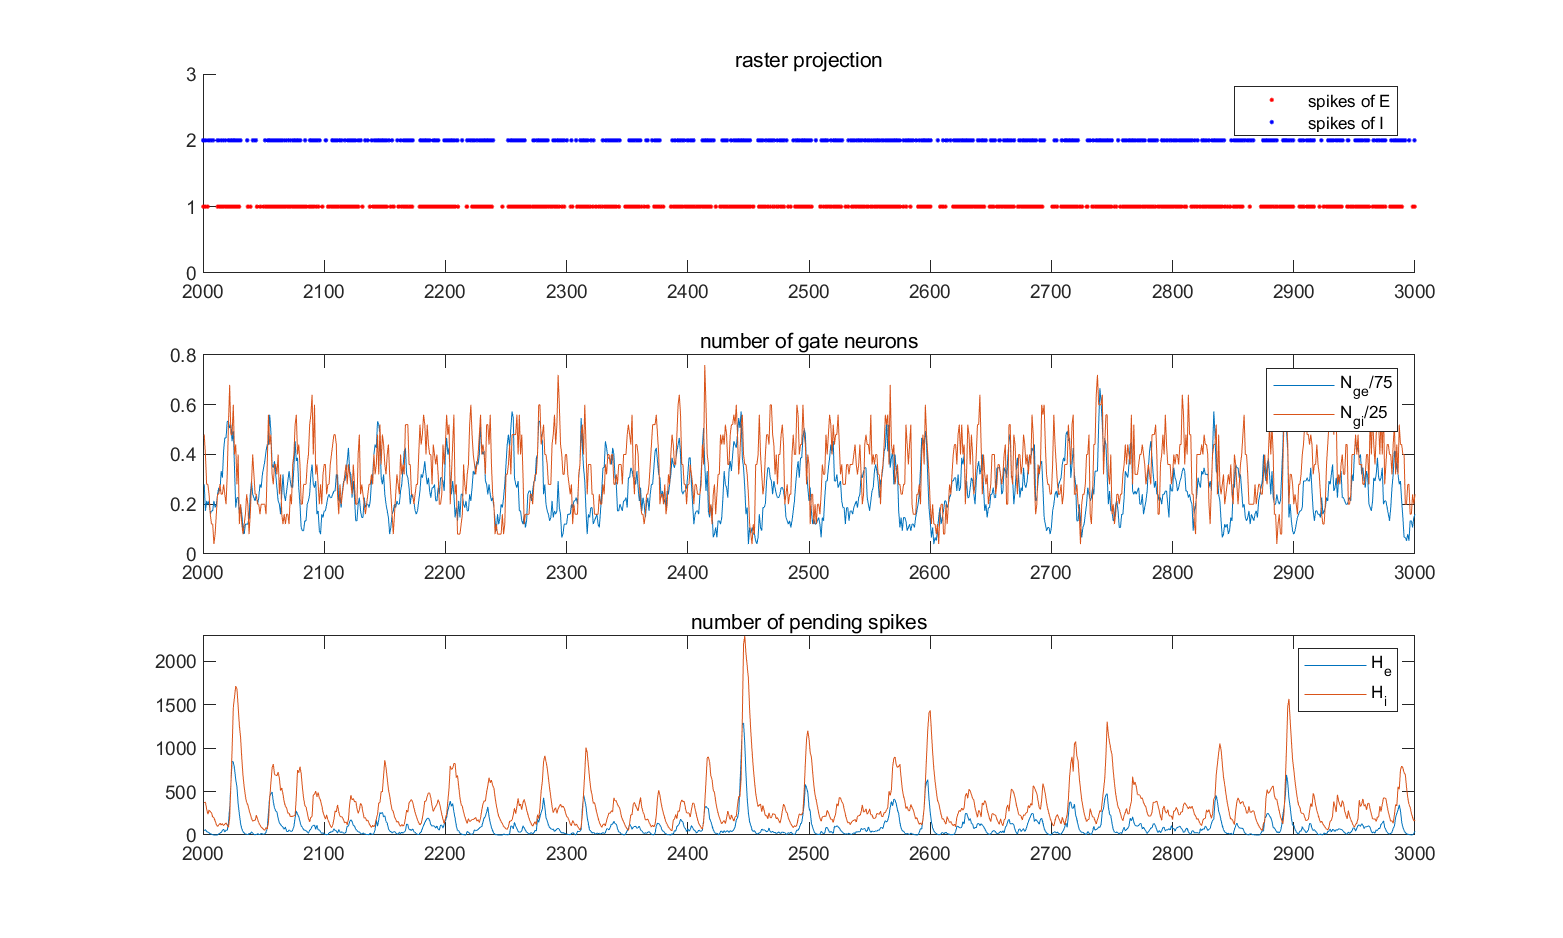 raster projection
3
2
1
0
spikes of E
spikes of I
2000 2100 2200 2300 2400 2500 2600 2700 2800 2900 3000
number of gate neurons
0.8
0.6
0.4
0.2
0
N_ge/75
N_gi/25
2000 2100 2200 2300 2400 2500 2600 2700 2800 2900 3000
number of pending spikes
2000
1500
1000
500
0
H_e
H_i
2000 2100 2200 2300 2400 2500 2600 2700 2800 2900 3000